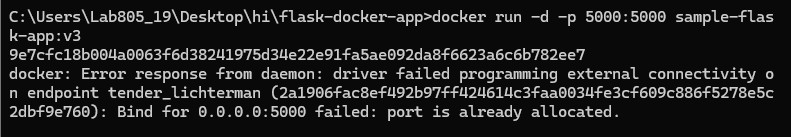 C:\Users\Lab805_19\Desktop\hi\flask-docker-app>docker run -d -p 5000:5000 sample-flas
k-app:v3
9e7cfc18b004a0063f6d38241975d34e22e91fa5ae092da8f6623a6c6b782ee7
docker: Error response from daemon: driver failed programming external connectivity o
n endpoint tender_lichterman (2a1906fac8ef492b97ff424614c3faa0034fe3cf609c886f5278e5c
2dbf9e760): Bind for 0.0.0.0:5000 failed: port is already allocated.